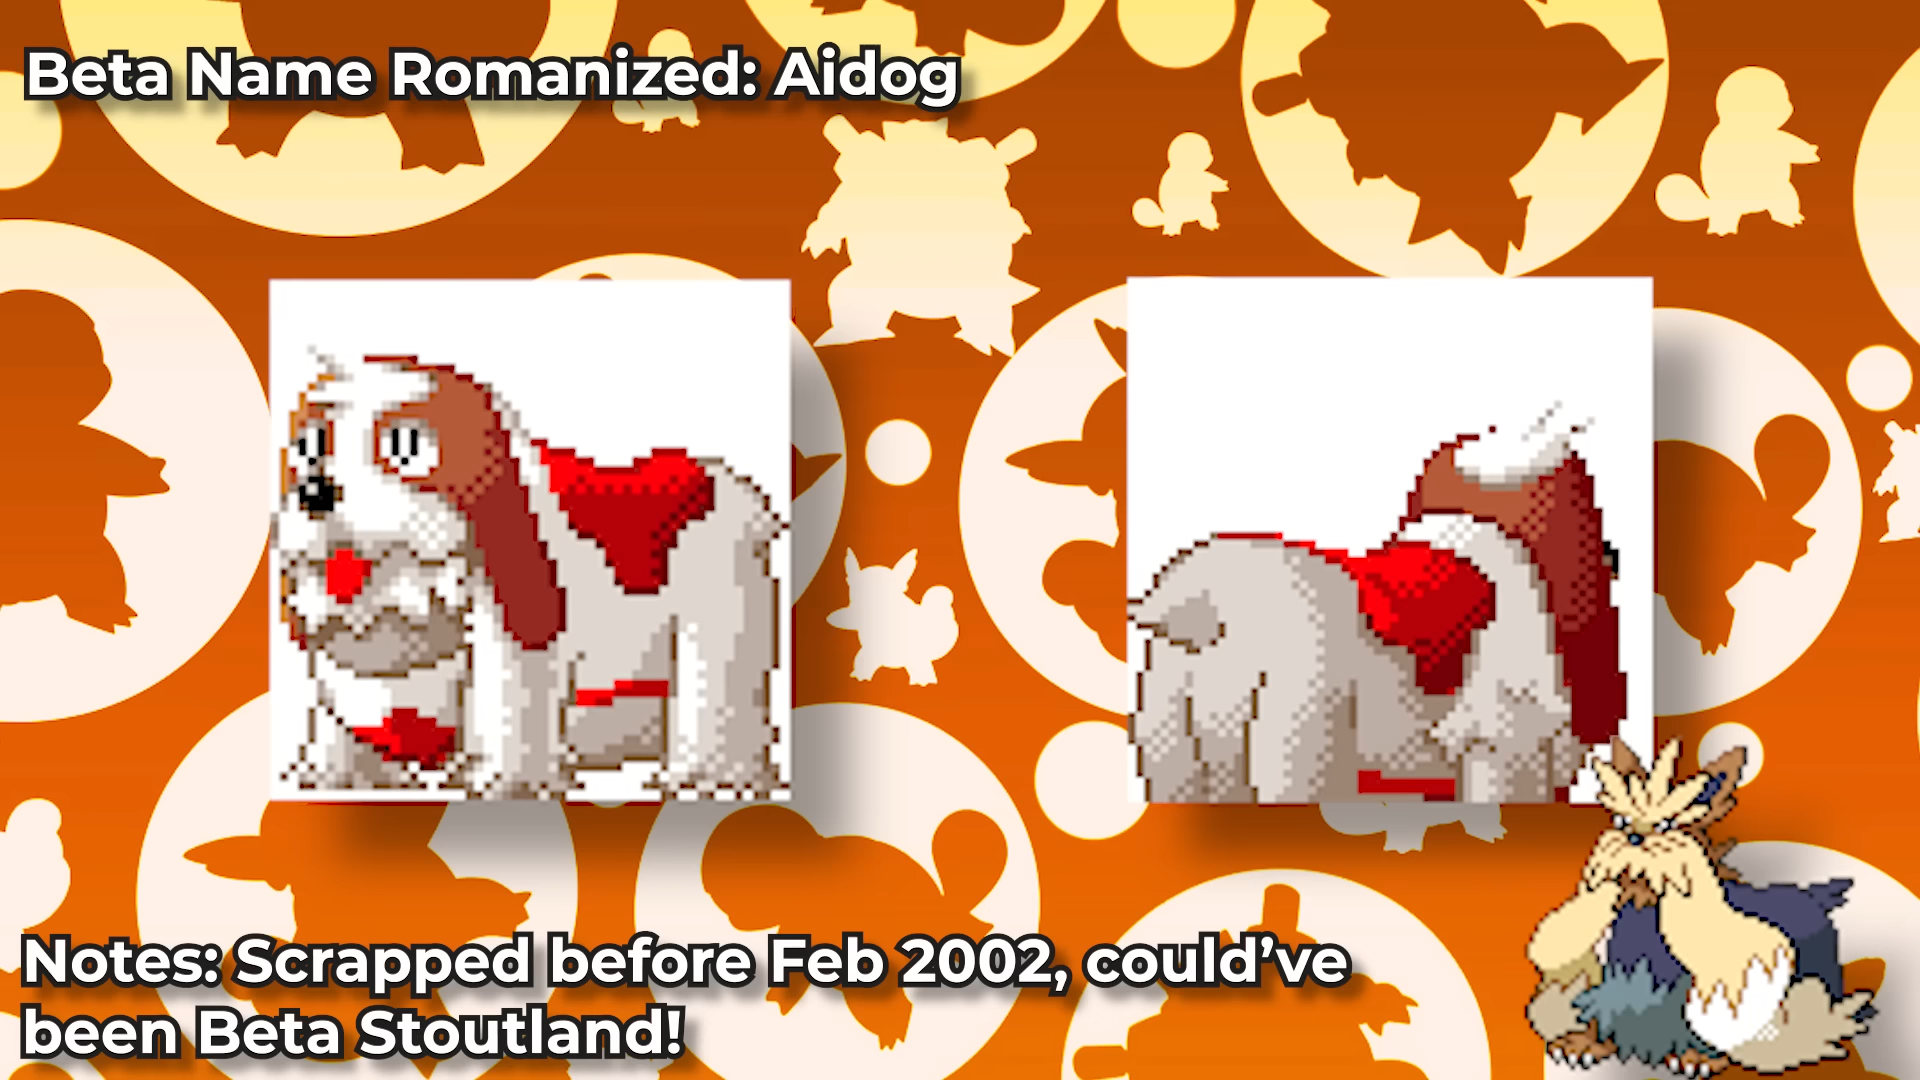 Beta Name Romanized: Aidog
Notes: Scrapped before Feb 2002, could’ve
been Beta Stoutland!